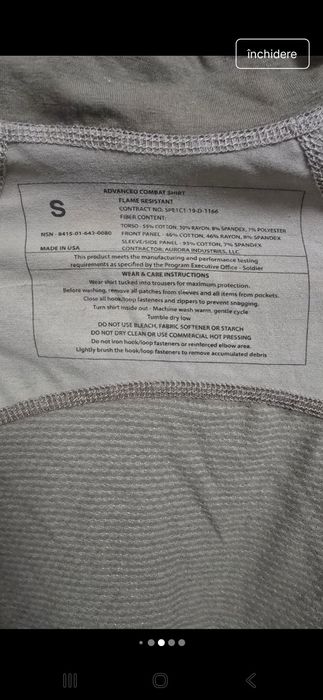 închidere
ADVANCED COMBAT SHIRT
FLAME RESISTANT
CONTRACT NO: SPE1C1-19-D-1166
FIBER CONTENT:
S
TORSO - 55% COTTON, 30% RAYON, 8% SPANDEX, 7% POLYESTER
NSN - 8415-01-643-0080 FRONT PANEL - 46% COTTON, 46% RAYON, 8% SPANDEX
SLEEVE/SIDE PANEL - 93% COTTON, 7% SPANDEX
MADE IN USA CONTRACTOR: AURORA INDUSTRIES, LLC.
This product meets the manufacturing and performance testing
requirements as specified by the Program Executive Office - Soldier
WEAR & CARE INSTRUCTIONS
Wear shirt tucked into trousers for maximum protection.
Before washing, remove all patches from sleeves and all items from pockets.
Close all hook/loop fasteners and zippers to prevent snagging.
Turn shirt inside out - Machine wash warm, gentle cycle
Tumble dry low
DO NOT USE BLEACH, FABRIC SOFTENER OR STARCH
DO NOT DRY CLEAN OR USE COMMERCIAL HOT PRESSING
Do not iron hook/loop fasteners or reinforced elbow area.
Lightly brush the hook/loop fasteners to remove accumulated debris